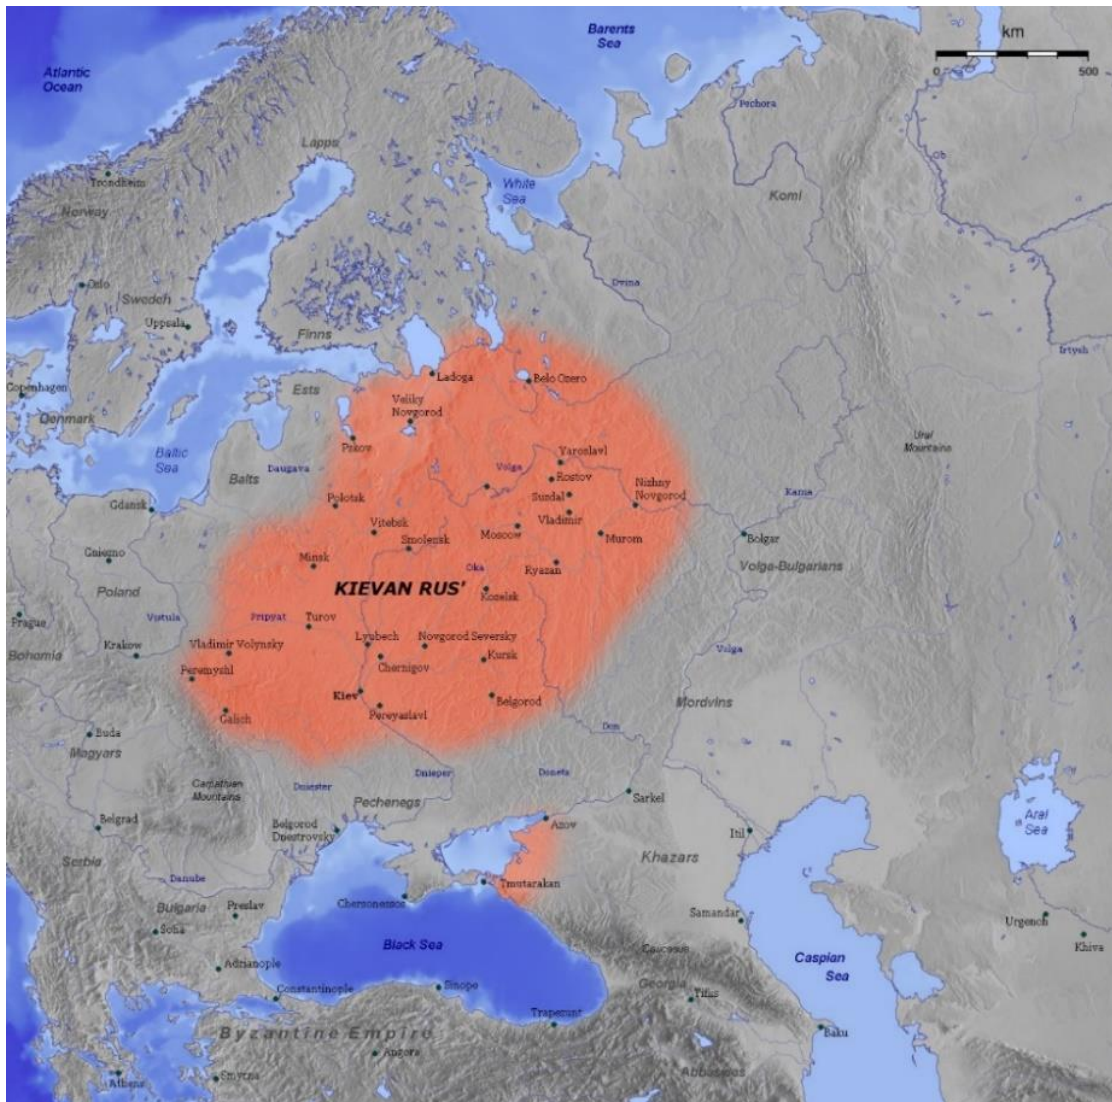 Barents
Sea
km
0
500
Atlantic
Ocean
Pechora
Ob
Lapps
Trondheim
White
Sea
Komi
Norway
Dvina
Oslo
Sweden
Uppsala
Finns
Irtysh
Ladoga
Belo Ozero
Copenhagen
Ests
Veliky
Novgorod
Denmark
Pskov
Ural
Mountains
Baltic
Sea
Yaroslavl
Daugava
Volga
Rostov
Balts
Nizhny
Novgorod
Suzdal
Kama
Polotsk
Gdansk
Vladimir
Vitebsk
Moscow
Smolensk
Murom
Bolgar
Gniezno
Minsk
Oka
Ryazan
Volga-Bulgarians
KIEVAN RUS'
Poland
Kozelsk
Vistula
Pripyat
Turov
Prague
Lyubech
Novgorod Seversky
Krakow
Vladimir Volynsky
Volga
Bohemia
Chernigov
Kursk
Peremyshl
Kiev
Belgorod
Mordvins
Pereyaslavl
Galich
Don
Buda
Magyars
Dnieper
Donets
Carpathian
Mountains
Dniester
Pechenegs
Sarkel
Belgrad
Belgorod
Dnestrovsky
Azov
Aral
Sea
Itil
Serbia
Khazars
Danube
Tmutarakan
Chersonessos
Bulgaria
Preslav
Samandar
Urgench
Sofia
Black Sea
Caucasus
Khiva
Adrianople
Caspian
Sea
Georgia
Constantinople
Sinope
Tiflis
Trapezunt
Byzantine Empire
Baku
Angora
Athens
Smyrna
Abbasides